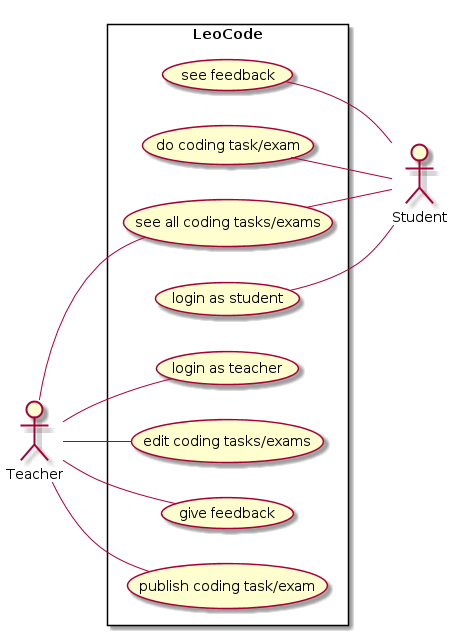 LeoCode
see feedback
do coding task/exam
see all coding tasks/exams
Student
login as student
login as teacher
edit coding tasks/exams
Teacher
give feedback
publish coding task/exam